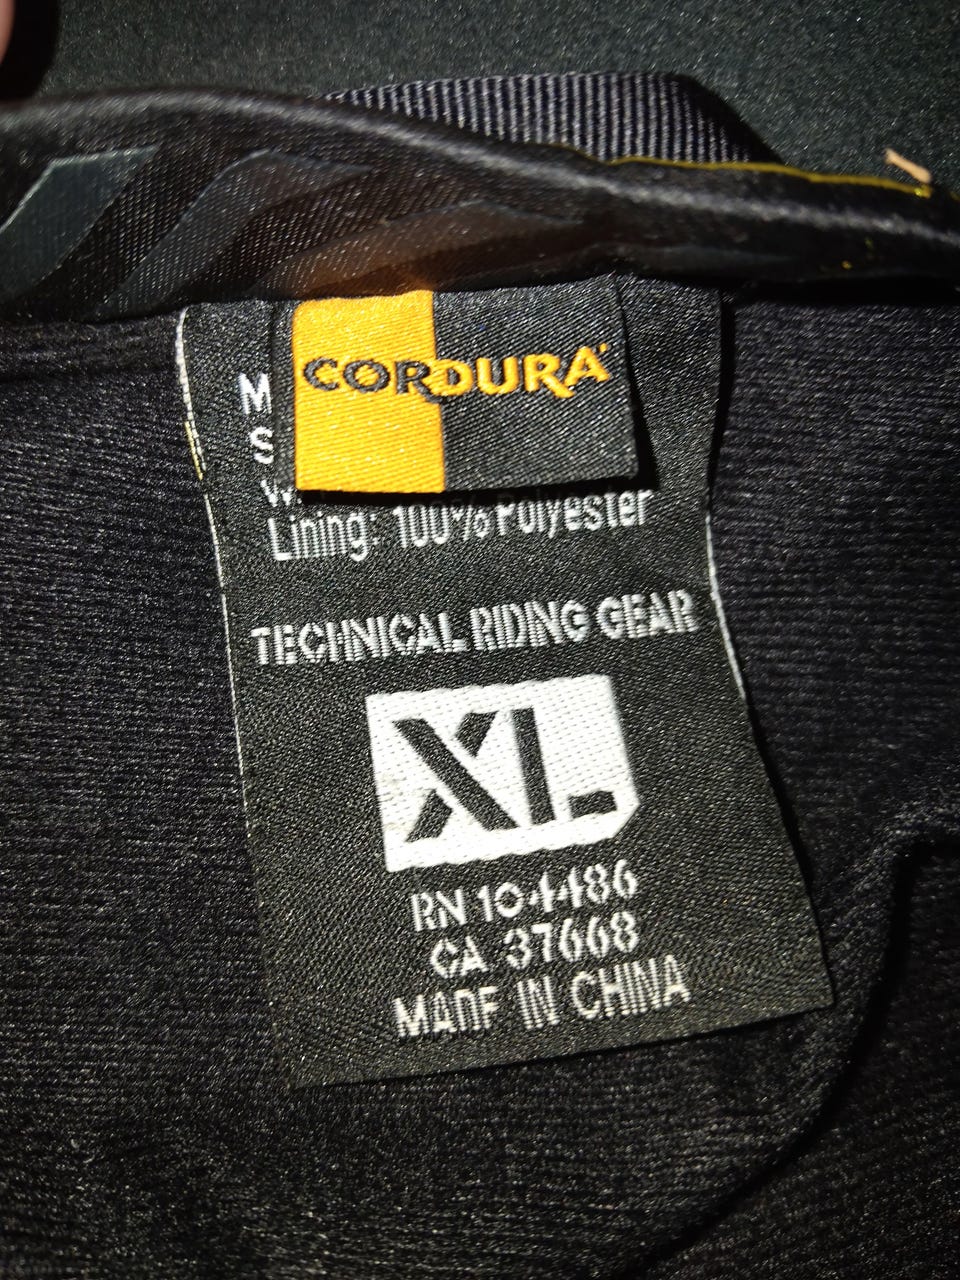 CORDURA
Lining: 100% Polyester
TECHNICAL RIDING GEAR
XL
RN 104486
CA 37668
MADE IN CHINA